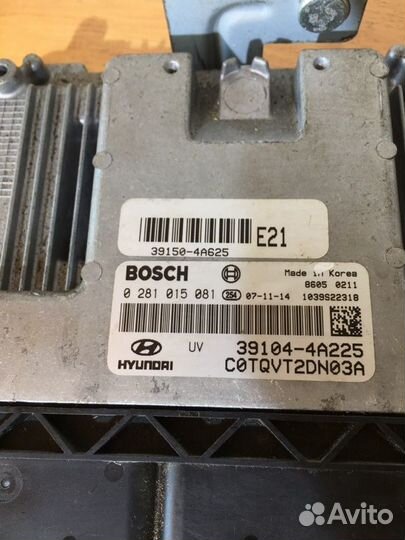 E21
39150-4A625
BOSCH Made in Korea
8605 0211
0 281 015 081 254 07-11-14 1039S22318
39104-4A225
HYUNDAI UV C0TQVT2DN03A
Avito